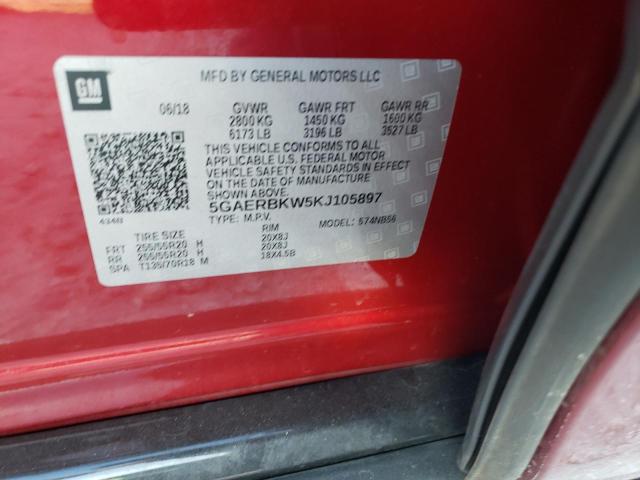 GM
MFD BY GENERAL MOTORS LLC
06/18 GVWR GAWR FRT GAWR RR
2800 KG 1450 KG 1600 KG
6173 LB 3196 LB 3527 LB
THIS VEHICLE CONFORMS TO ALL
APPLICABLE U.S. FEDERAL MOTOR
VEHICLE SAFETY STANDARDS IN EFFECT
ON THE DATE OF MANUFACTURE
SHOWN ABOVE.
5GAERBKW5KJ105897
TYPE: M.P.V. MODEL:
TIRE SIZE RIM
FRT 255/55R20 H 20X8J
RR 255/55R20 H 20X8J
SPA T135/70R18 M 18X4.5B